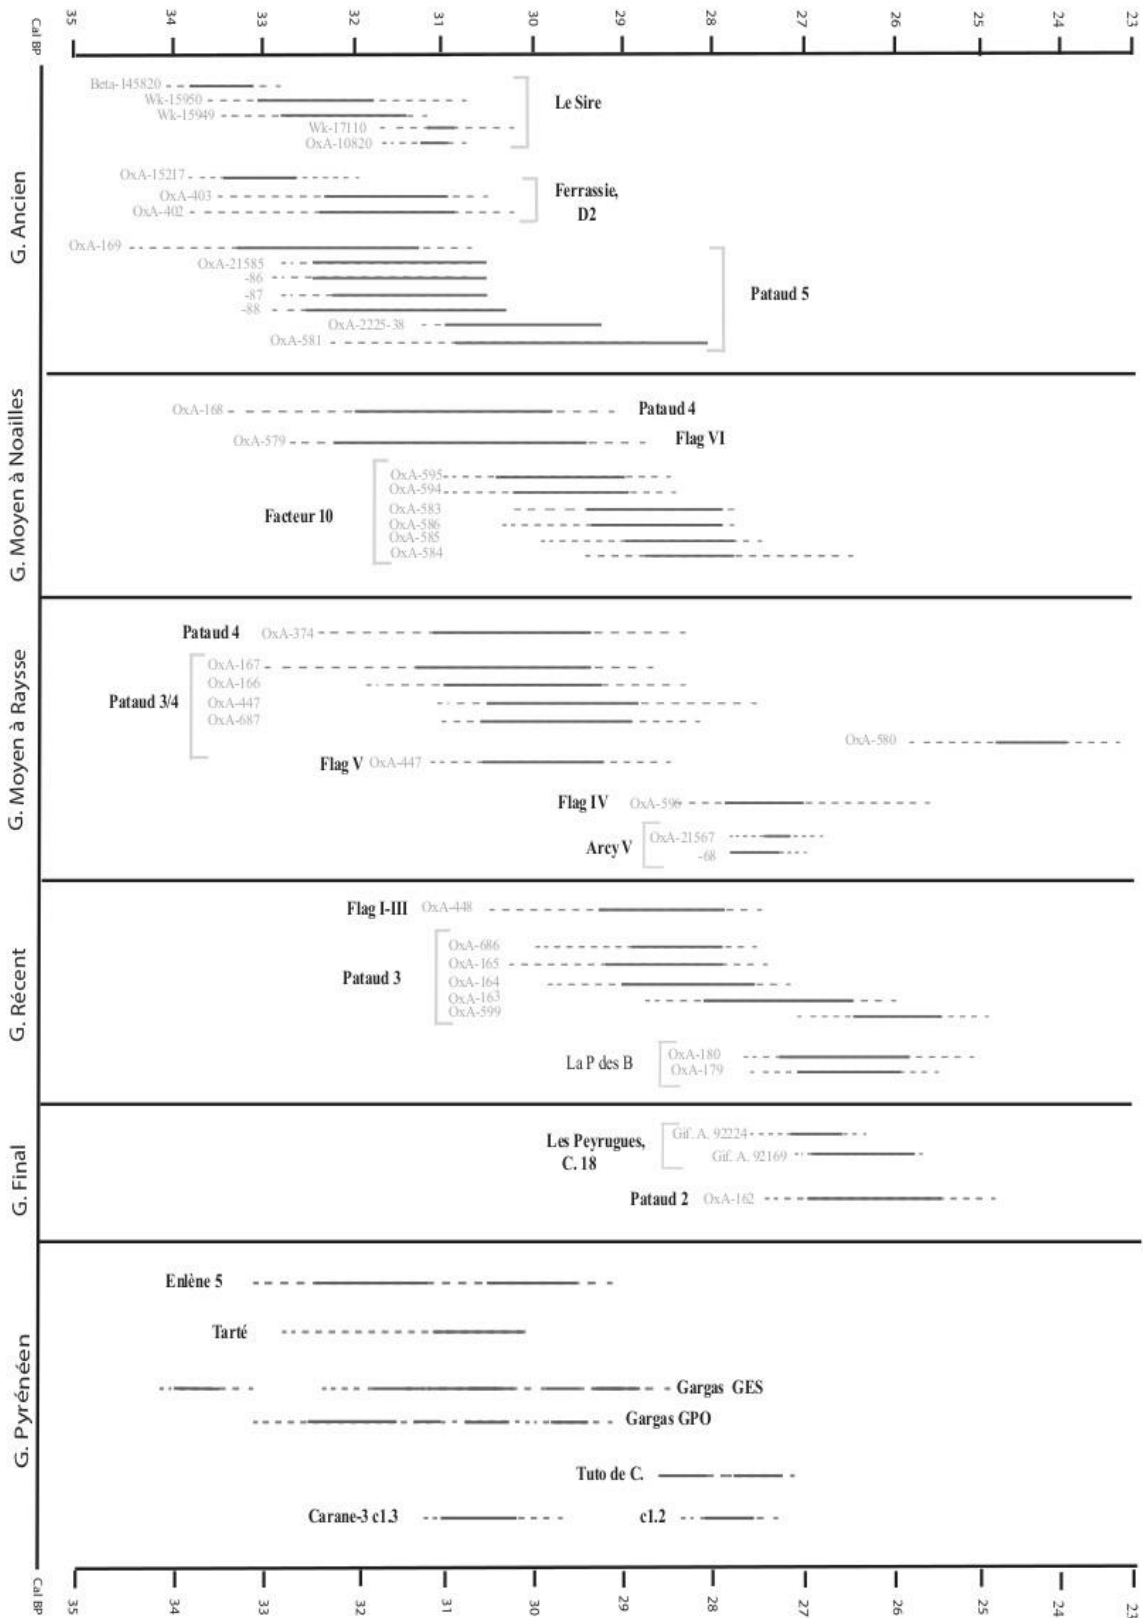 Cal BP
35 34 33 32 31 30 29 28 27 26 25 24 23
G. Ancien
Beta-145820
Wk-15950
Wk-15949
Wk-17110
OxA-10820
Le Sire
OxA-15217
OxA-403
OxA-402
Ferrassie,
D2
OxA-169
OxA-21585
-86
-87
-88
OxA-2225-38
OxA-581
Pataud 5
G. Moyen à Noailles
OxA-168
Pataud 4
OxA-579
Flag VI
Facteur 10
OxA-595
OxA-594
OxA-583
OxA-586
OxA-585
OxA-584
G. Moyen à Raysse
Pataud 4 OxA-374
Pataud 3/4
OxA-167
OxA-166
OxA-447
OxA-687
OxA-580
Flag V OxA-447
Flag IV OxA-596
Arcy V
OxA-21567
-68
G. Récent
Flag I-III OxA-448
Pataud 3
OxA-686
OxA-165
OxA-164
OxA-163
OxA-599
La P des B
OxA-180
OxA-179
G. Final
Les Peyrugues,
C. 18
Gif. A. 92224
Gif. A. 92169
Pataud 2 OxA-162
G. Pyrénéen
Enlène 5
Tarté
Gargas GES
Gargas GPO
Tuto de C.
Carane-3 c1.3
c1.2
Cal BP
35 34 33 32 31 30 29 28 27 26 25 24